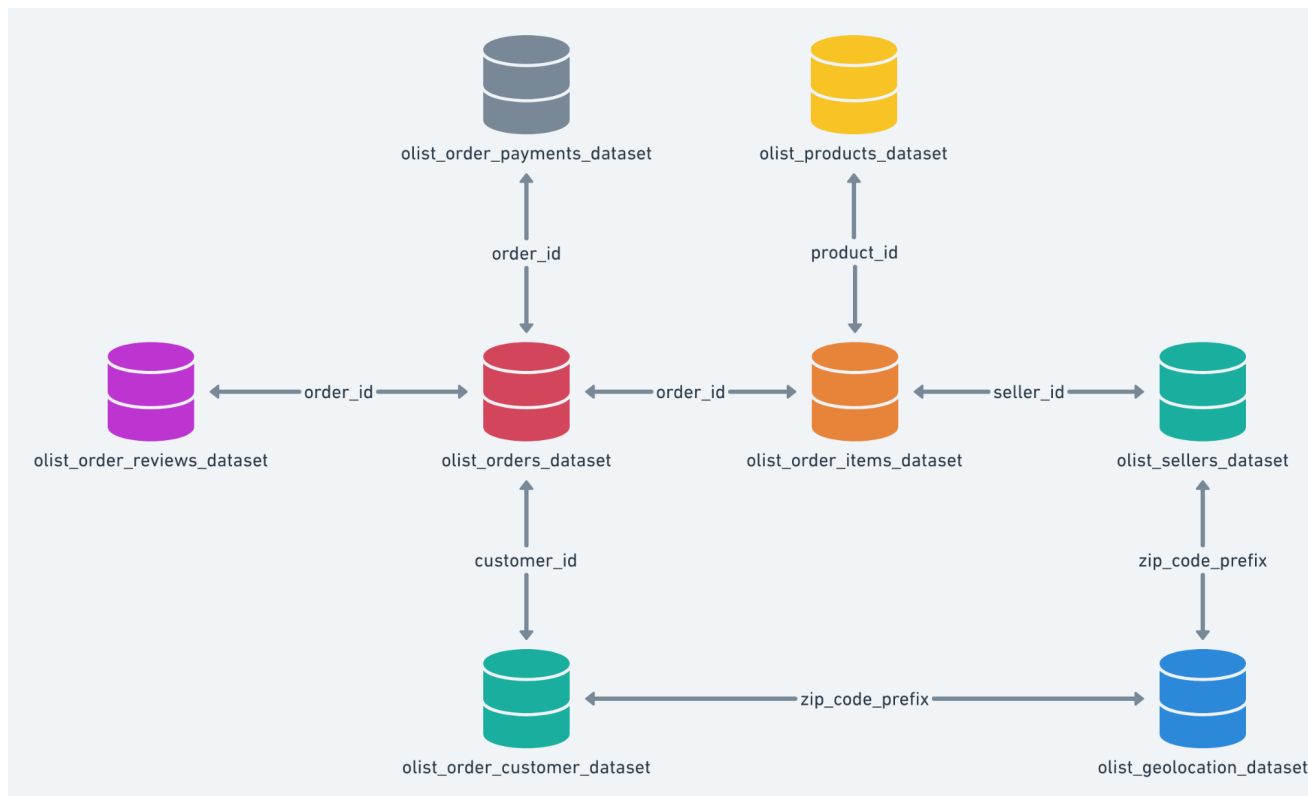 olist_order_payments_dataset
olist_products_dataset
order_id
product_id
order_id
order_id
seller_id
olist_order_reviews_dataset
olist_orders_dataset
olist_order_items_dataset
olist_sellers_dataset
customer_id
zip_code_prefix
zip_code_prefix
olist_order_customer_dataset
olist_geolocation_dataset